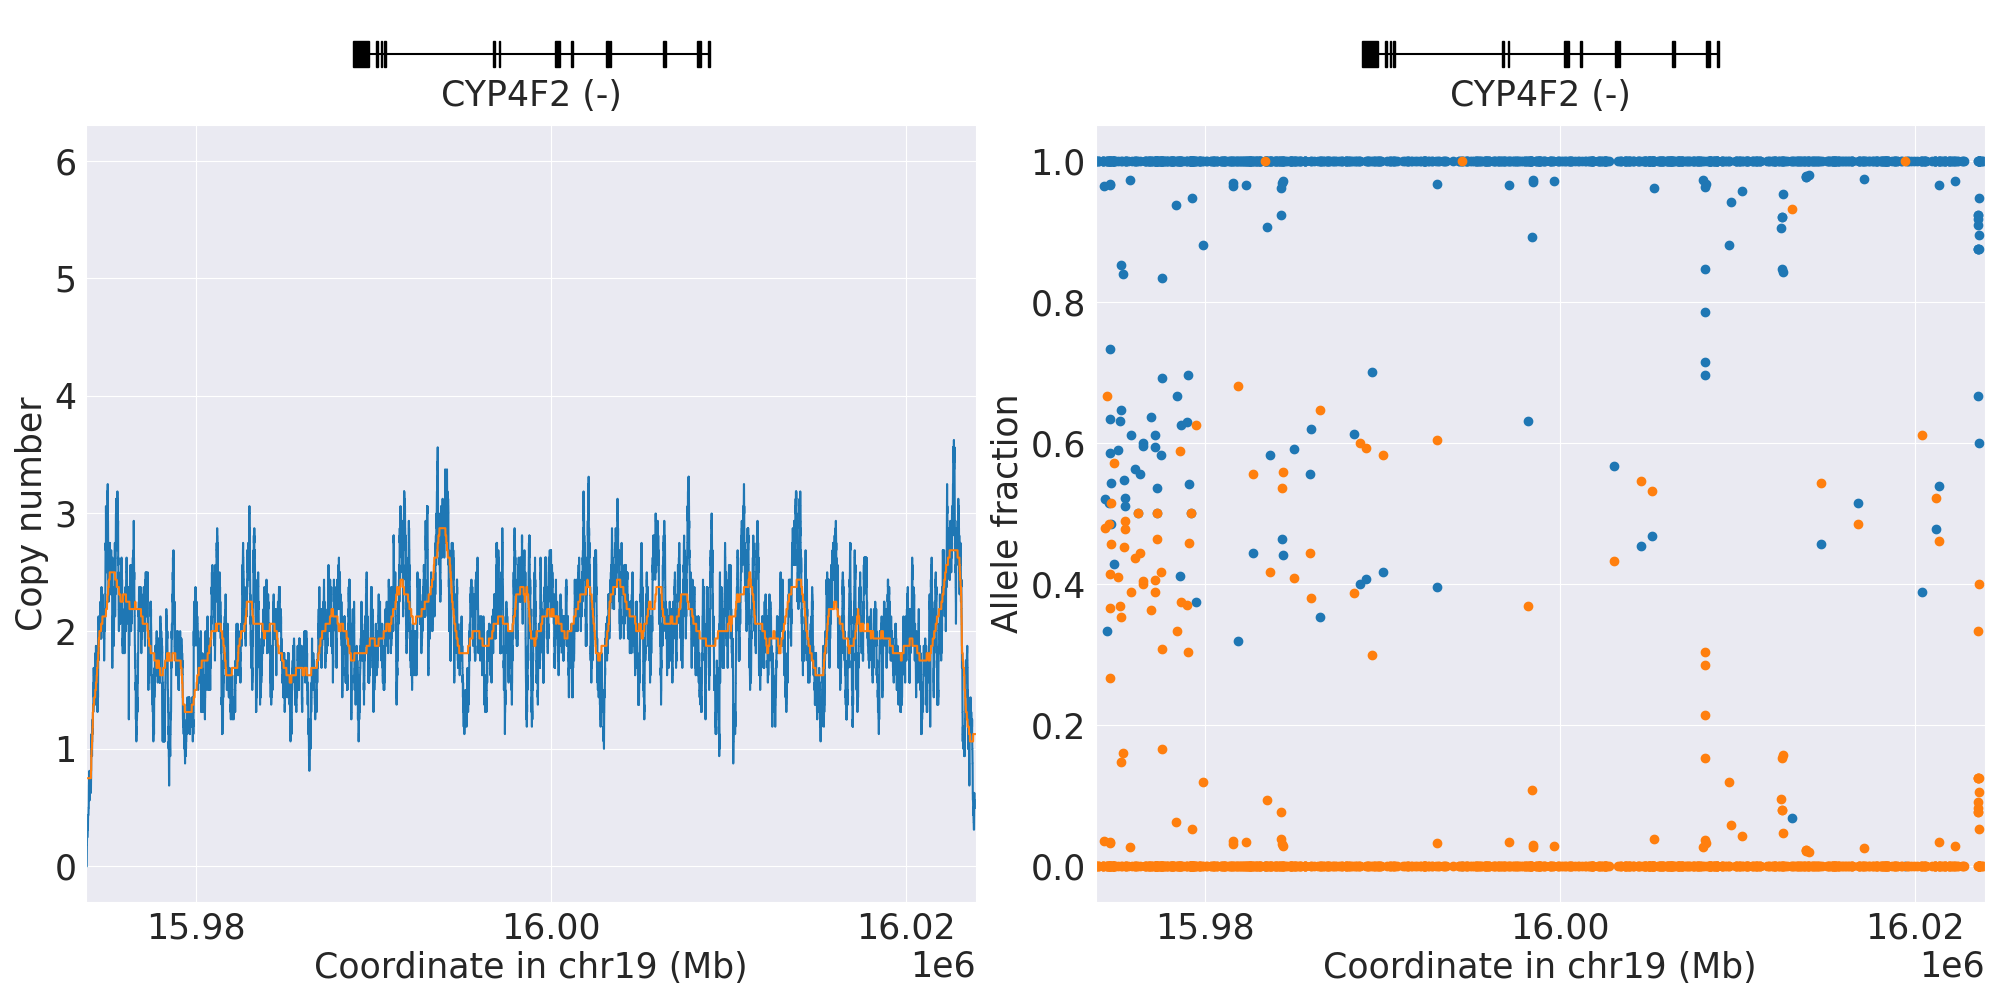 CYP4F2 (-)
6
5
4
3
2
1
0
Copy number
15.98
16.00
16.02
Coordinate in chr19 (Mb)
1e6
CYP4F2 (-)
1.0
0.8
0.6
0.4
0.2
0.0
Allele fraction
15.98
16.00
16.02
Coordinate in chr19 (Mb)
1e6